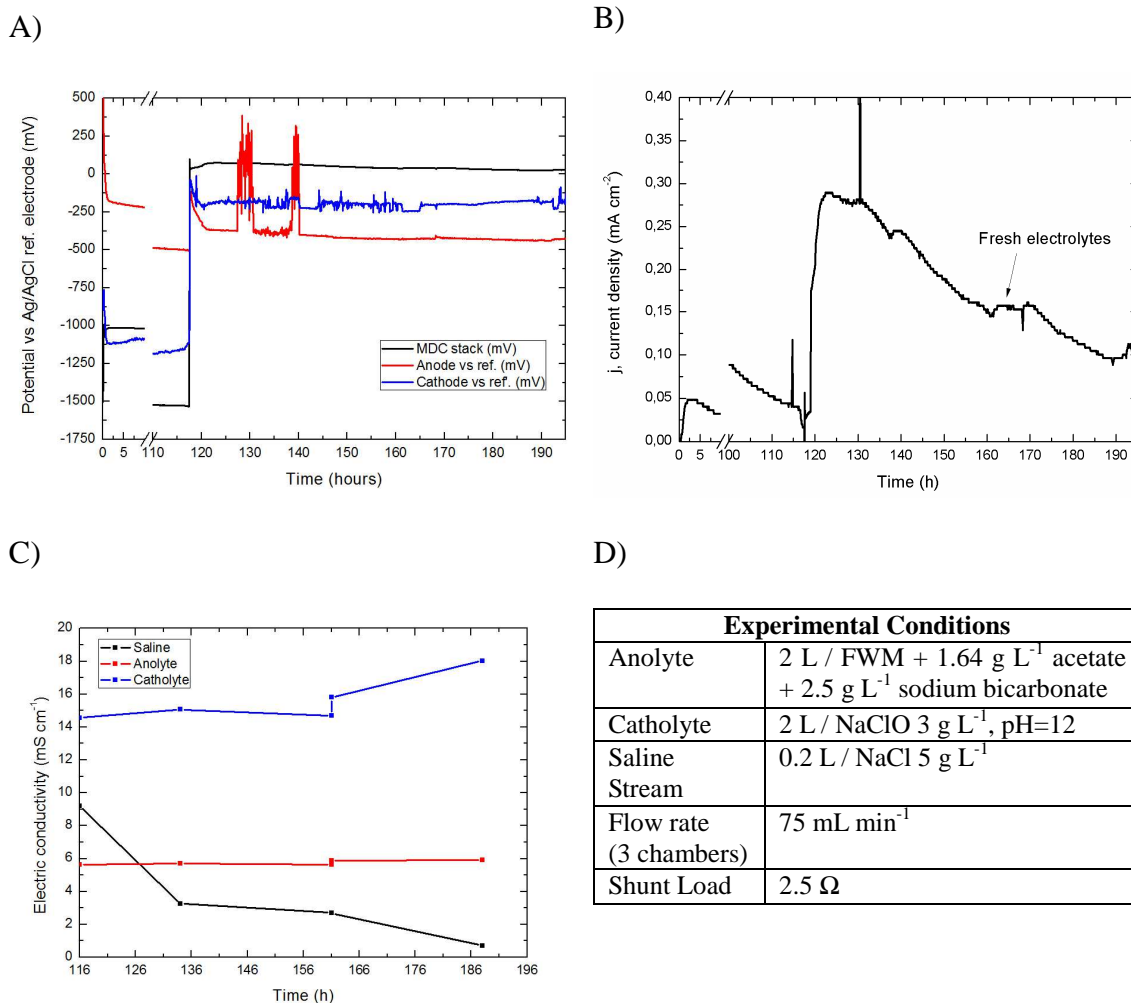 A)
500
250
0
-250
-500
-750
-1000
-1250
-1500
-1750
Potential vs Ag/AgCl ref. electrode (mV)
MDC stack (mV)
Anode vs ref. (mV)
Cathode vs ref'. (mV)
0 5 110 120 130 140 150 160 170 180 190
Time (hours)
B)
0,40
0,35
0,30
0,25
0,20
0,15
0,10
0,05
0,00
j, current density (mA cm-2)
Fresh electrolytes
0 5 100 110 120 130 140 150 160 170 180 190
Time (h)
C)
20
18
16
14
12
10
8
6
4
2
0
Electric conductivity (mS cm-1)
Saline
Anolyte
Catholyte
116 126 136 146 156 166 176 186 196
Time (h)
D)
Experimental Conditions
Anolyte 2 L / FWM + 1.64 g L-1 acetate
+ 2.5 g L-1 sodium bicarbonate
Catholyte 2 L / NaClO 3 g L-1, pH=12
Saline 0.2 L / NaCl 5 g L-1
Stream
Flow rate 75 mL min-1
(3 chambers)
Shunt Load 2.5 Ω